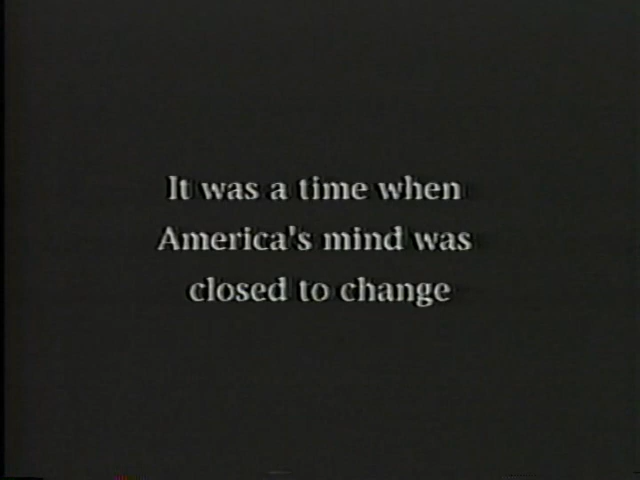 It was a time when
America's mind was
closed to change